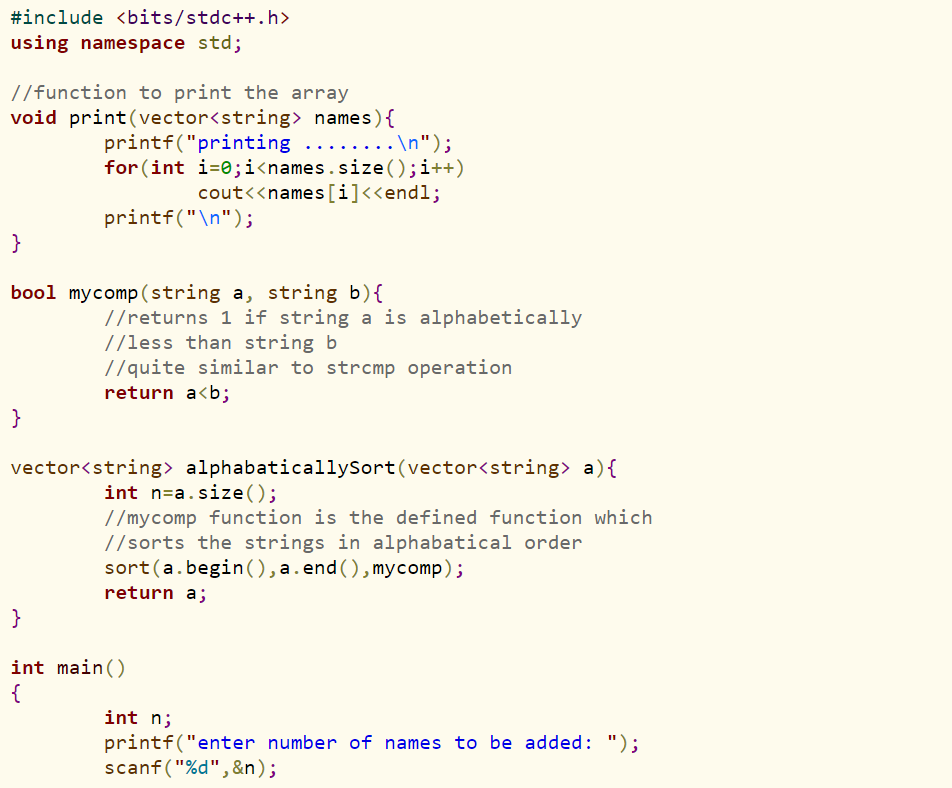 #include <bits/stdc++.h>
using namespace std;

//function to print the array
void print(vector<string> names){
        printf("printing ........\n");
        for(int i=0;i<names.size();i++)
                cout<<names[i]<<endl;
        printf("\n");
}

bool mycomp(string a, string b){
        //returns 1 if string a is alphabetically
        //less than string b
        //quite similar to strcmp operation
        return a<b;
}

vector<string> alphabaticallySort(vector<string> a){
        int n=a.size();
        //mycomp function is the defined function which
        //sorts the strings in alphabatical order
        sort(a.begin(),a.end(),mycomp);
        return a;
}

int main()
{
        int n;
        printf("enter number of names to be added: ");
        scanf("%d",&n);